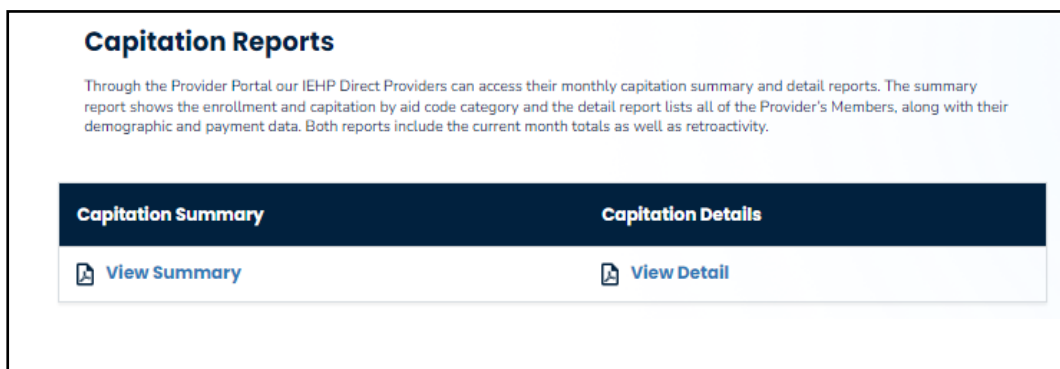 Capitation Reports
Through the Provider Portal our IEHP Direct Providers can access their monthly capitation summary and detail reports. The summary
report shows the enrollment and capitation by aid code category and the detail report lists all of the Provider's Members, along with their
demographic and payment data. Both reports include the current month totals as well as retroactivity.
Capitation Summary Capitation Details
View Summary View Detail